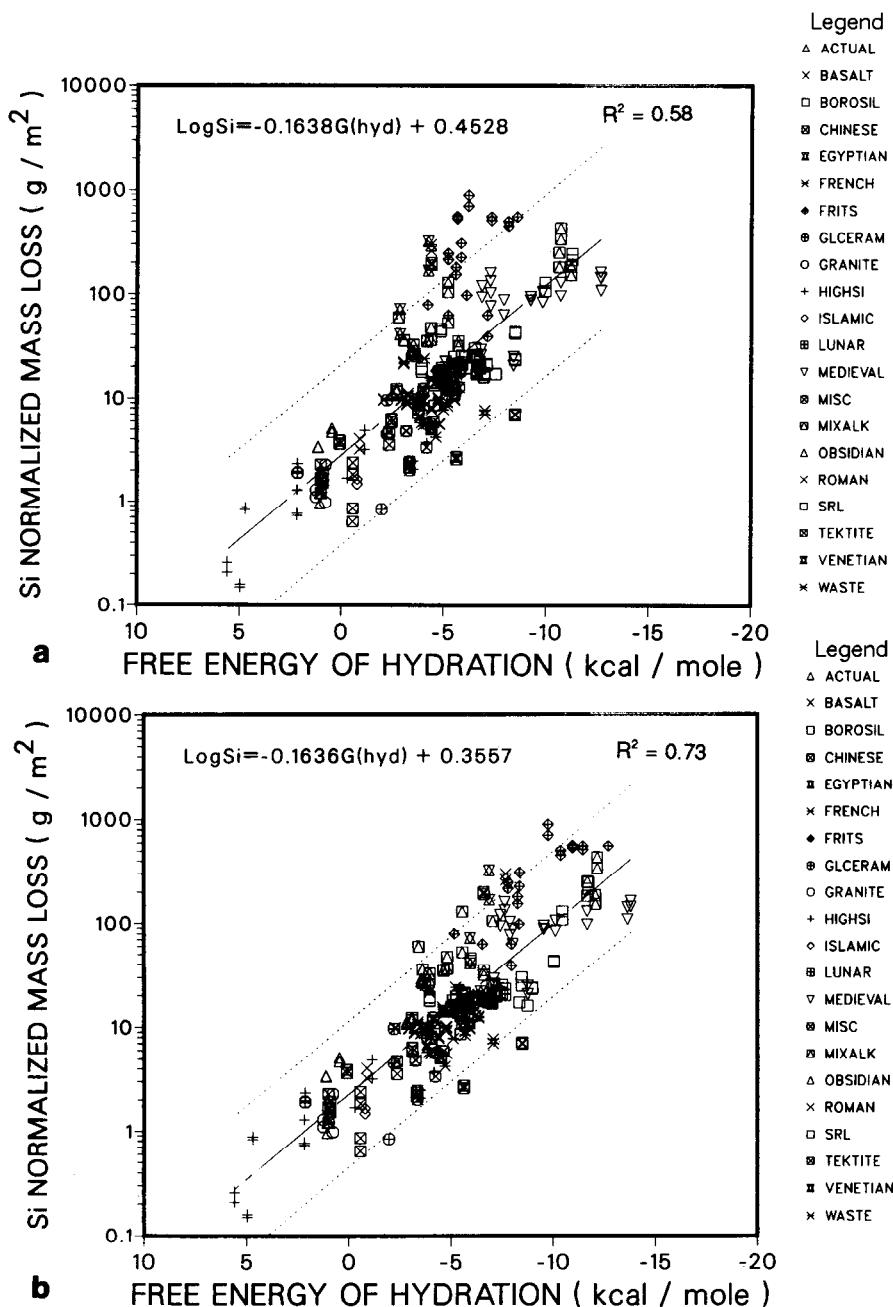 Legend
ACTUAL
BASALT
BOROSIL
CHINESE
EGYPTIAN
FRENCH
FRITS
GLCERAM
GRANITE
HIGHSI
ISLAMIC
LUNAR
MEDIEVAL
MISC
MIXALK
OBSIDIAN
ROMAN
SRL
TEKTITE
VENETIAN
WASTE
Si NORMALIZED MASS LOSS ( g / m²)
10000
1000
100
10
1
0.1
LogSi=-0.1638G(hyd) + 0.4528
R² = 0.58
10
5
0
-5
-10
-15
-20
a
FREE ENERGY OF HYDRATION ( kcal / mole )
Legend
ACTUAL
BASALT
BOROSIL
CHINESE
EGYPTIAN
FRENCH
FRITS
GLCERAM
GRANITE
HIGHSI
ISLAMIC
LUNAR
MEDIEVAL
MISC
MIXALK
OBSIDIAN
ROMAN
SRL
TEKTITE
VENETIAN
WASTE
Si NORMALIZED MASS LOSS ( g / m²)
10000
1000
100
10
1
0.1
LogSi=-0.1636G(hyd) + 0.3557
R² = 0.73
10
5
0
-5
-10
-15
-20
b
FREE ENERGY OF HYDRATION ( kcal / mole )